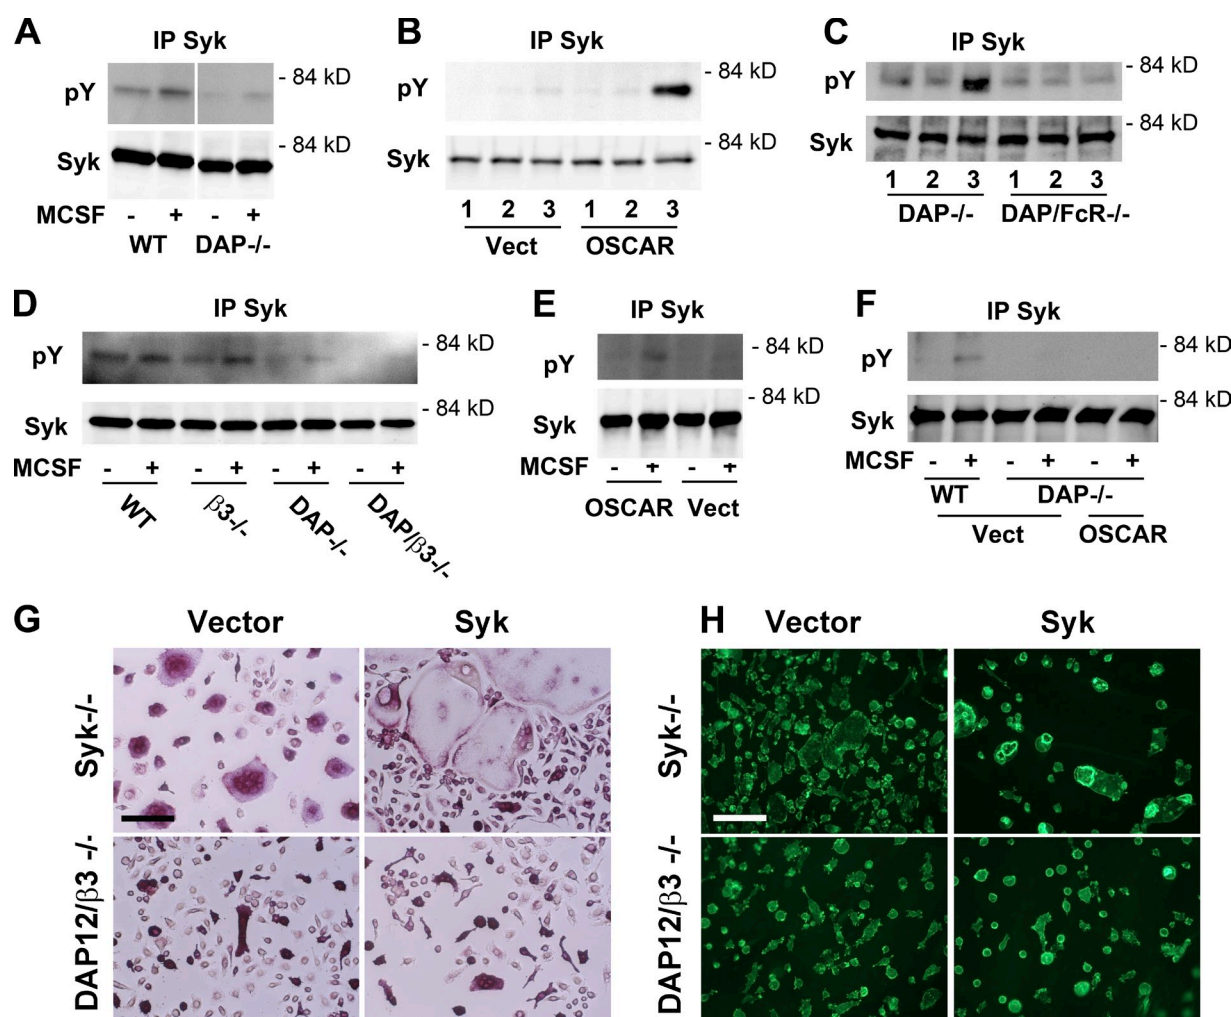 A
IP Syk
pY
- 84 kD
Syk
- 84 kD
MCSF - + - +
WT DAP-/-
B
IP Syk
pY
- 84 kD
Syk
- 84 kD
1 2 3 1 2 3
Vect OSCAR
C
IP Syk
pY
- 84 kD
Syk
- 84 kD
1 2 3 1 2 3
DAP-/- DAP/FcR-/-
D
IP Syk
pY
- 84 kD
Syk
- 84 kD
MCSF - + - + - + - +
WT β3-/- DAP-/- DAP/β3-/-
E
IP Syk
pY
- 84 kD
Syk
- 84 kD
MCSF - + - +
OSCAR Vect
F
IP Syk
pY
- 84 kD
Syk
- 84 kD
MCSF - + - + - +
WT DAP-/-
Vect OSCAR
G
Vector Syk
Syk-/-
DAP12/β3 -/-
H
Vector Syk
Syk-/-
DAP12/β3 -/-